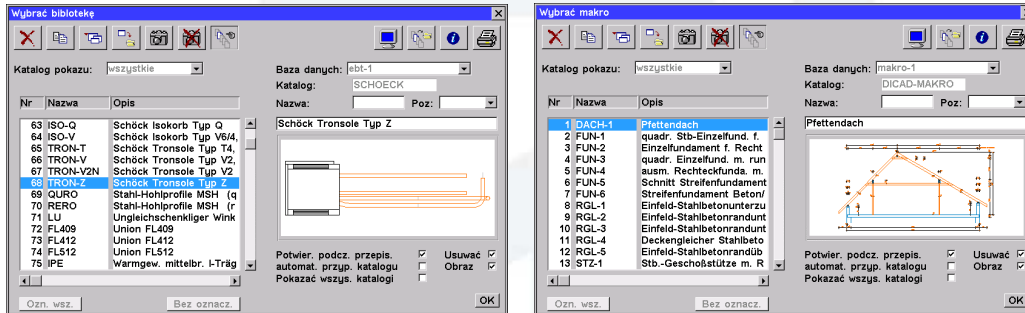 Wybrać biblotekę
Katalog pokazu: wszystkie
Baza danych: ebt-1
Katalog: SCHOECK
Nazwa: Poz:
Nr Nazwa Opis
Schöck Tronsole Typ Z
63 ISO-Q Schöck Isokorb Typ Q
64 ISO-V Schöck Isokorb Typ V6/4,
65 TRON-T Schöck Tronsole Typ T4,
66 TRON-V Schöck Tronsole Typ V2,
67 TRON-V2N Schöck Tronsole Typ V2
68 TRON-Z Schöck Tronsole Typ Z
69 QURO Stahl-Hohlprofile MSH (q
70 RERO Stahl-Hohlprofile MSH (r
71 LU Ungleichschenkliger Wink
72 FL409 Union FL409
73 FL412 Union FL412
74 FL512 Union FL512
75 IPE Warmgew. mittelbr. I-Träg
Potwier. podcz. przepis. Usuwać
automat. przyp. katalogu Obraz
Pokazać wszys. katalogi
Ozn. wsz. Bez oznacz. OK
Wybrać makro
Katalog pokazu: wszystkie
Baza danych: makro-1
Katalog: DICAD-MAKRO
Nazwa: Poz:
Nr Nazwa Opis
Pfettendach
1 DACH-1 Pfettendach
2 FUN-1 quadr. Stb-Einzelfund. f.
3 FUN-2 Einzelfundament f. Recht
4 FUN-3 quadr. Einzelfund. m. run
5 FUN-4 ausm. Rechteckfunda. m.
6 FUN-5 Schnitt Streifenfundament
7 FUN-6 Streifenfundament Beton/
8 RGL-1 Einfeld-Stahlbetonunterzu
9 RGL-2 Einfeld-Stahlbetonrandunt
10 RGL-3 Einfeld-Stahlbetonrandunt
11 RGL-4 Deckengleicher Stahlbeto
12 RGL-5 Einfeld-Stahlbetonrandüb
13 STZ-1 Stb.-Geschoßstütze m. R
Potwier. podcz. przepis. Usuwać
automat. przyp. katalogu Obraz
Pokazać wszys. katalogi
Ozn. wsz. Bez oznacz. OK